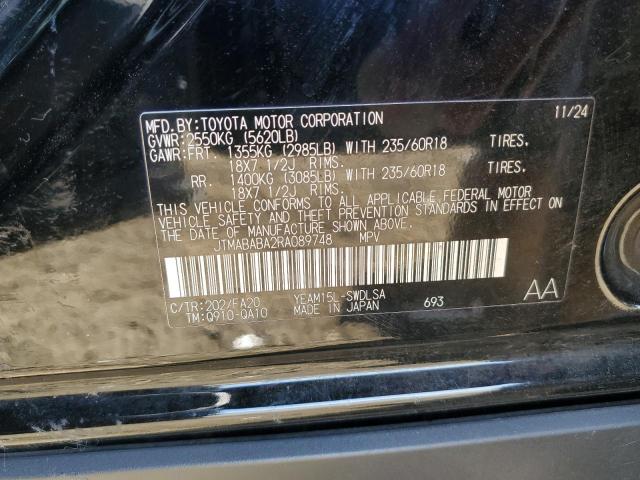 MFD.BY:TOYOTA MOTOR CORPORATION 11/24
GVWR:2550KG (5620LB)
GAWR:FRT. 1355KG (2985LB) WITH 235/60R18 TIRES.
18X7 1/2J RIMS.
RR. 1400KG (3085LB) WITH 235/60R18 TIRES.
18X7 1/2J RIMS.
THIS VEHICLE CONFORMS TO ALL APPLICABLE FEDERAL MOTOR
VEHICLE SAFETY AND THEFT PREVENTION STANDARDS IN EFFECT
ON THE DATE OF MANUFACTURE SHOWN ABOVE.
JTMABABA2RA089748 MPV
C/TR:202/FA20 YEAM15L-SWDLSA AA
TM:Q910-QA10 MADE IN JAPAN 693